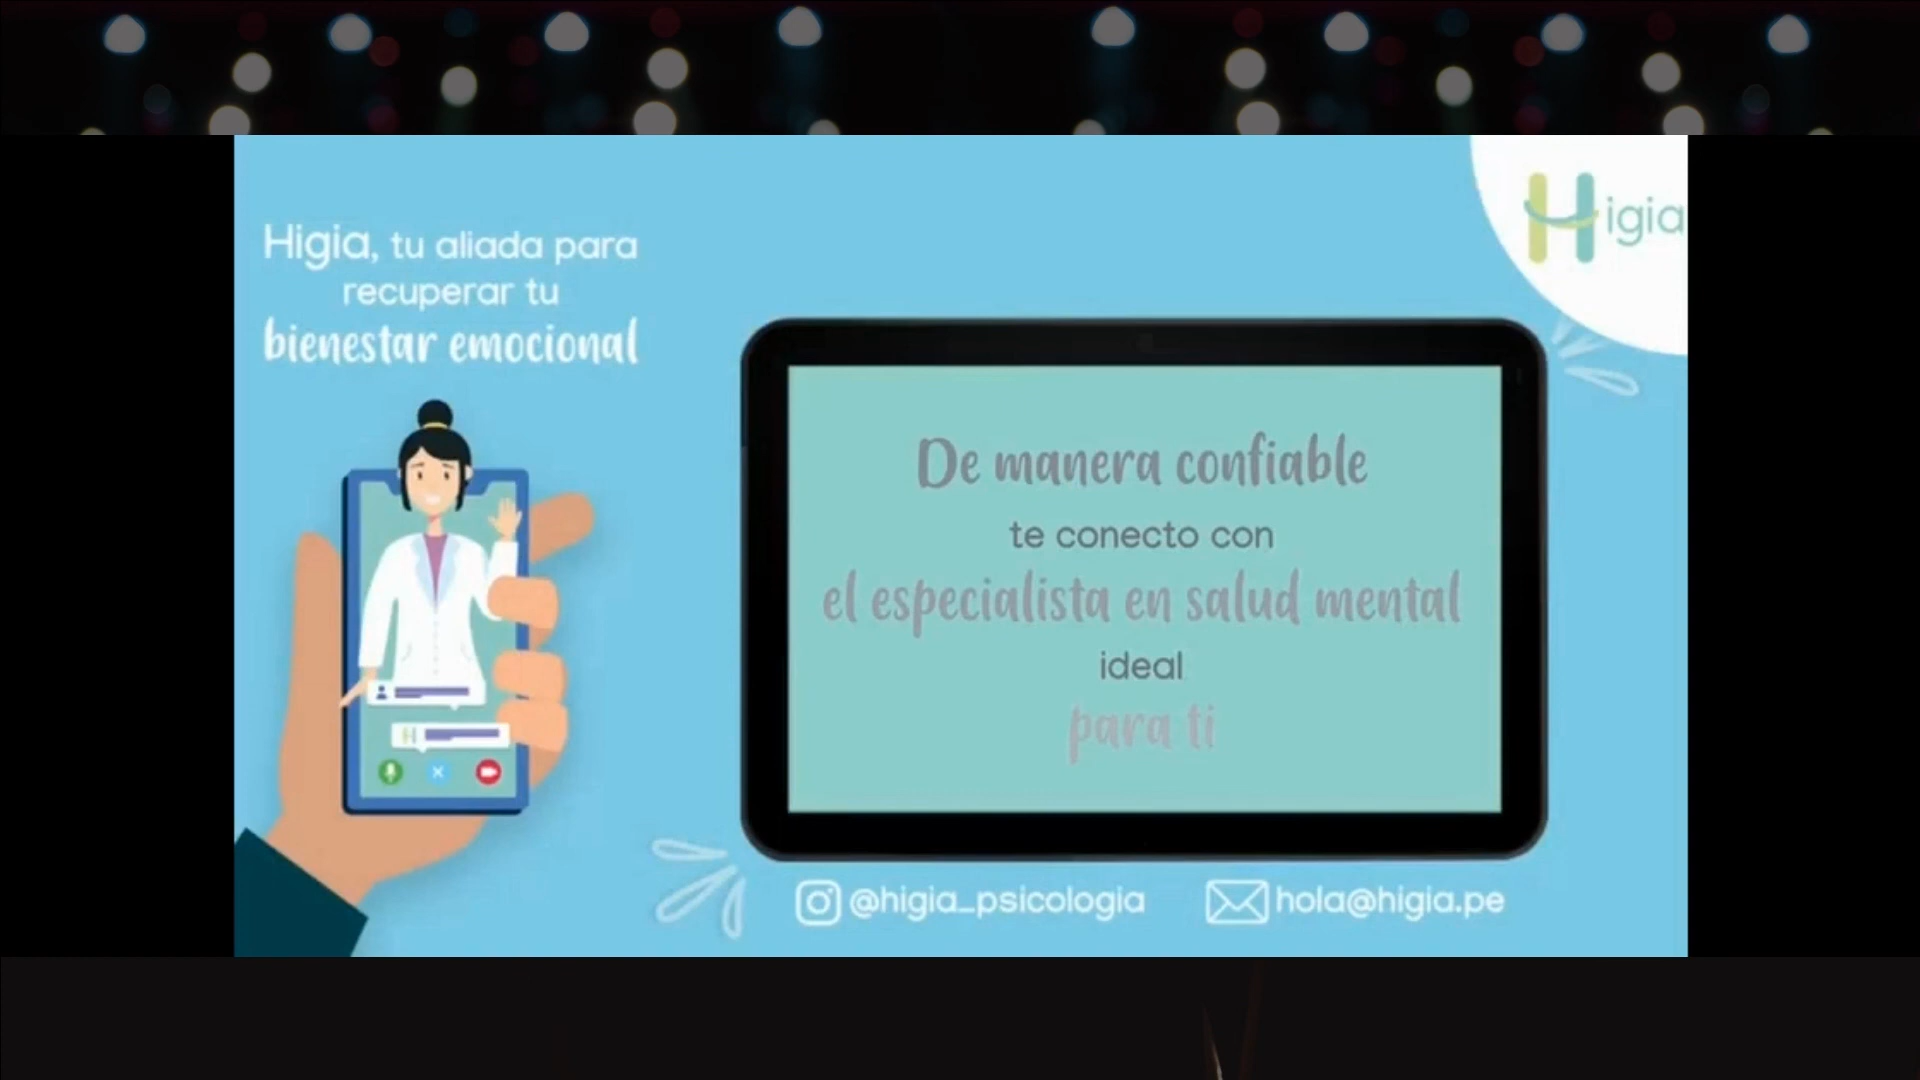 Higia, tu aliada para
recuperar tu
bienestar emocional
Higia
De manera confiable
te conecto con
el especialista en salud mental
ideal
para ti
@higia_psicologia
hola@higia.pe